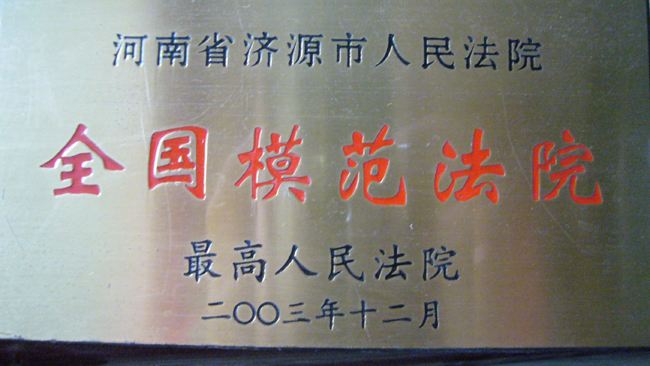 河南省济源市人民法院
全国模范法院
最高人民法院
二〇〇三年十二月